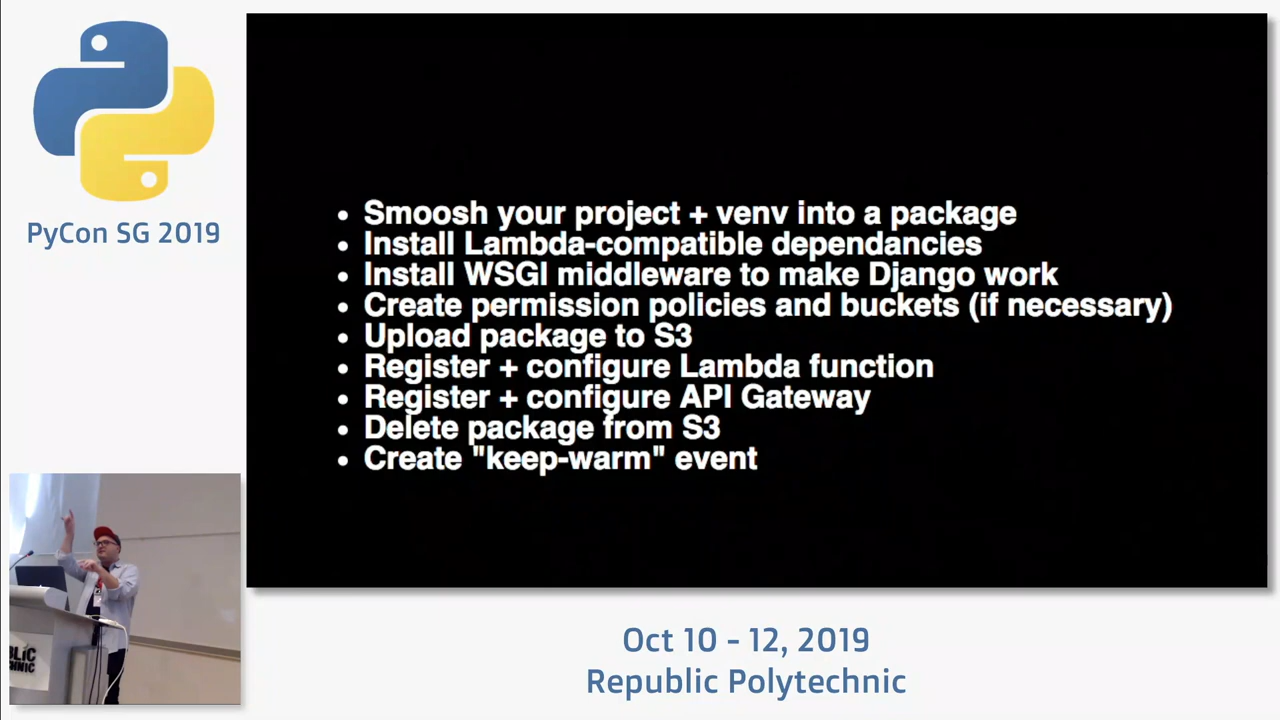 PyCon SG 2019
Smoosh your project + venv into a package
Install Lambda-compatible dependancies
Install WSGI middleware to make Django work
Create permission policies and buckets (if necessary)
Upload package to S3
Register + configure Lambda function
Register + configure API Gateway
Delete package from S3
Create "keep-warm" event
Oct 10 - 12, 2019
Republic Polytechnic